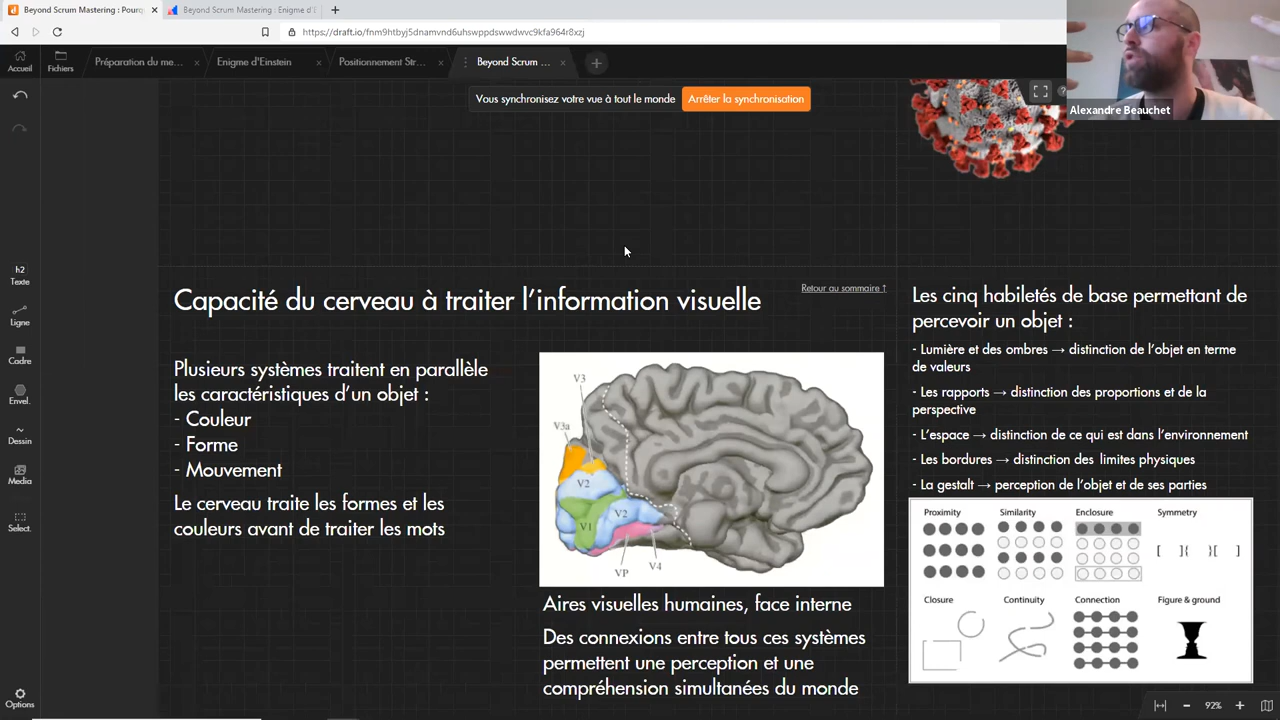 Beyond Scrum Mastering : Pourq
Beyond Scrum Mastering : Enigme d'E
https://draft.io/fnm9htbyj5dnamvnd6uhswppdswwdwvc9kfa964r8xzj
Accueil
Fichiers
Préparation du me...
Enigme d'Einstein
Positionnement Str...
Beyond Scrum ...
Vous synchronisez votre vue à tout le monde
Arrêter la synchronisation
Alexandre Beauchet
h2
Texte
Ligne
Cadre
Envel.
Dessin
Média
Select.
Options
Capacité du cerveau à traiter l'information visuelle
Retour au sommaire ↑
Plusieurs systèmes traitent en parallèle
les caractéristiques d'un objet :
- Couleur
- Forme
- Mouvement
Le cerveau traite les formes et les
couleurs avant de traiter les mots
V3
V3a
V2
V1
V2
VP
V4
Aires visuelles humaines, face interne
Des connexions entre tous ces systèmes
permettent une perception et une
compréhension simultanées du monde
Les cinq habiletés de base permettant de
percevoir un objet :
- Lumière et des ombres → distinction de l'objet en terme
de valeurs
- Les rapports → distinction des proportions et de la
perspective
- L'espace → distinction de ce qui est dans l'environnement
- Les bordures → distinction des limites physiques
- La gestalt → perception de l'objet et de ses parties
Proximity
Similarity
Enclosure
Symmetry
[ ]{ }[ ]
Closure
Continuity
Connection
Figure & ground
92%